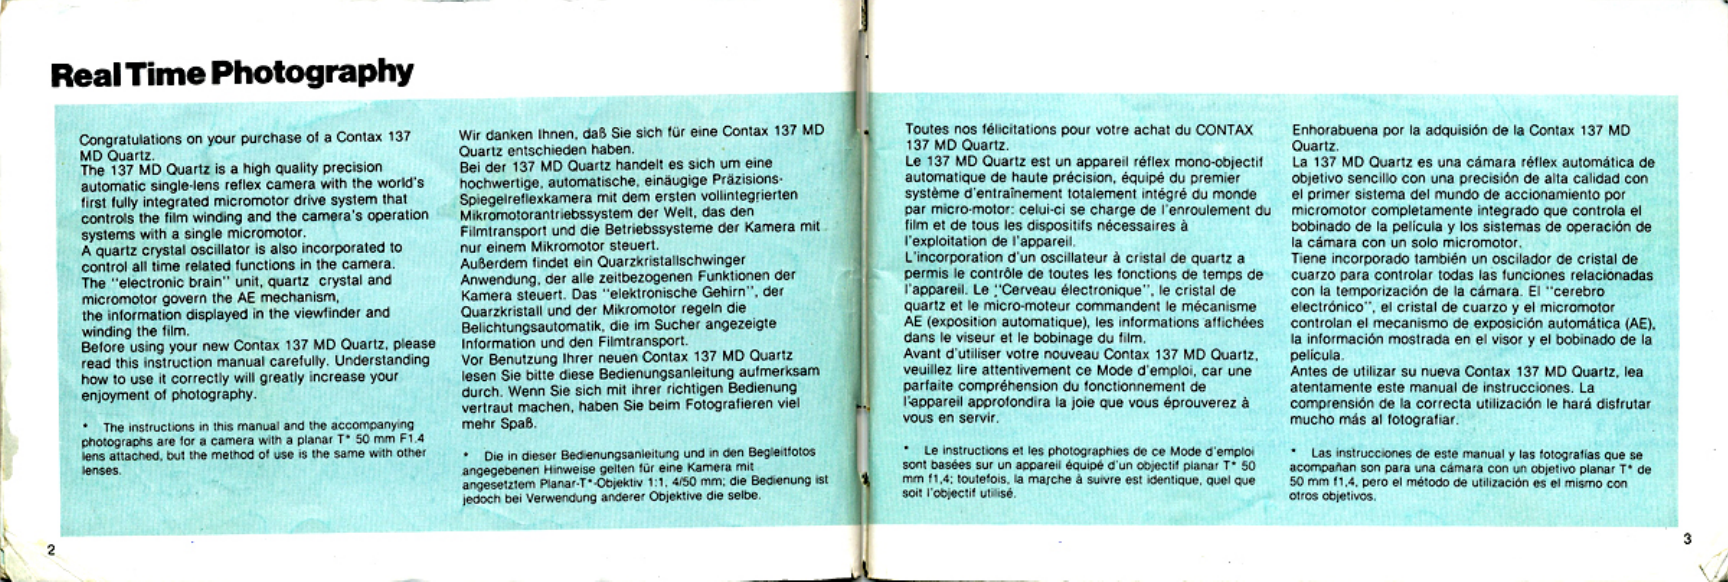 Real Time Photography
Congratulations on your purchase of a Contax 137
MD Quartz.
The 137 MD Quartz is a high quality precision
automatic single-lens reflex camera with the world's
first fully integrated micromotor drive system that
controls the film winding and the camera's operation
systems with a single micromotor.
A quartz crystal oscillator is also incorporated to
control all time related functions in the camera.
The "electronic brain" unit, quartz crystal and
micromotor govern the AE mechanism,
the information displayed in the viewfinder and
winding the film.
Before using your new Contax 137 MD Quartz, please
read this instruction manual carefully. Understanding
how to use it correctly will greatly increase your
enjoyment of photography.
* The instructions in this manual and the accompanying
photographs are for a camera with a planar T* 50 mm F1.4
lens attached, but the method of use is the same with other
lenses.
Wir danken Ihnen, daß Sie sich für eine Contax 137 MD
Quartz entschieden haben.
Bei der 137 MD Quartz handelt es sich um eine
hochwertige, automatische, einäugige Präzisions-
Spiegelreflexkamera mit dem ersten vollintegrierten
Mikromotorantriebssystem der Welt, das den
Filmtransport und die Betriebssysteme der Kamera mit
nur einem Mikromotor steuert.
Außerdem findet ein Quarzkristallschwinger
Anwendung, der alle zeitbezogenen Funktionen der
Kamera steuert. Das "elektronische Gehirn", der
Quarzkristall und der Mikromotor regeln die
Belichtungsautomatik, die im Sucher angezeigte
Information und den Filmtransport.
Vor Benutzung Ihrer neuen Contax 137 MD Quartz
lesen Sie bitte diese Bedienungsanleitung aufmerksam
durch. Wenn Sie sich mit ihrer richtigen Bedienung
vertraut machen, haben Sie beim Fotografieren viel
mehr Spaß.
* Die in dieser Bedienungsanleitung und in den Begleitfotos
angegebenen Hinweise gelten für eine Kamera mit
angesetztem Planar-T*-Objektiv 1:1, 4/50 mm; die Bedienung ist
jedoch bei Verwendung anderer Objektive die selbe.
2
Toutes nos félicitations pour votre achat du CONTAX
137 MD Quartz.
Le 137 MD Quartz est un appareil réflex mono-objectif
automatique de haute précision, équipé du premier
système d'entraînement totalement intégré du monde
par micro-motor: celui-ci se charge de l'enroulement du
film et de tous les dispositifs nécessaires à
l'exploitation de l'appareil.
L'incorporation d'un oscillateur à cristal de quartz a
permis le contrôle de toutes les fonctions de temps de
l'appareil. Le "Cerveau électronique", le cristal de
quartz et le micro-moteur commandent le mécanisme
AE (exposition automatique), les informations affichées
dans le viseur et le bobinage du film.
Avant d'utiliser votre nouveau Contax 137 MD Quartz,
veuillez lire attentivement ce Mode d'emploi, car une
parfaite compréhension du fonctionnement de
l'appareil approfondira la joie que vous éprouverez à
vous en servir.
* Le instructions et les photographies de ce Mode d'emploi
sont basées sur un appareil équipé d'un objectif planar T* 50
mm f1,4; toutefois, la marche à suivre est identique, quel que
soit l'objectif utilisé.
Enhorabuena por la adquisión de la Contax 137 MD
Quartz.
La 137 MD Quartz es una cámara réflex automática de
objetivo sencillo con una precisión de alta calidad con
el primer sistema del mundo de accionamiento por
micromotor completamente integrado que controla el
bobinado de la película y los sistemas de operación de
la cámara con un solo micromotor.
Tiene incorporado también un oscilador de cristal de
cuarzo para controlar todas las funciones relacionadas
con la temporización de la cámara. El "cerebro
electrónico", el cristal de cuarzo y el micromotor
controlan el mecanismo de exposición automática (AE),
la información mostrada en el visor y el bobinado de la
película.
Antes de utilizar su nueva Contax 137 MD Quartz, lea
atentamente este manual de instrucciones. La
comprensión de la correcta utilización le hará disfrutar
mucho más al fotografiar.
* Las instrucciones de este manual y las fotografías que se
acompañan son para una cámara con un objetivo planar T* de
50 mm f1,4, pero el método de utilización es el mismo con
otros objetivos.
3